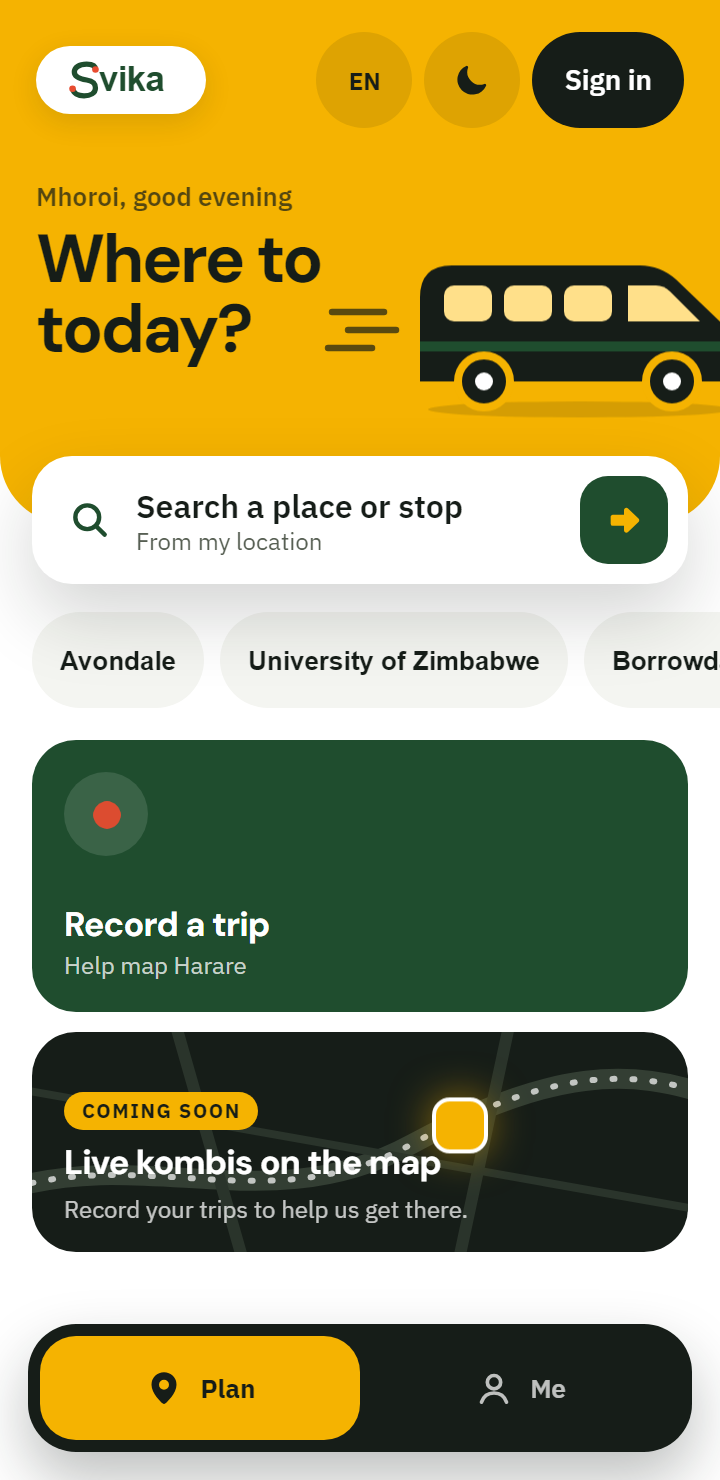 Svika
EN
Sign in
Mhoroi, good evening
Where to
today?
Search a place or stop
From my location
Avondale
University of Zimbabwe
Borrowd
Record a trip
Help map Harare
COMING SOON
Live kombis on the map
Record your trips to help us get there.
Plan
Me